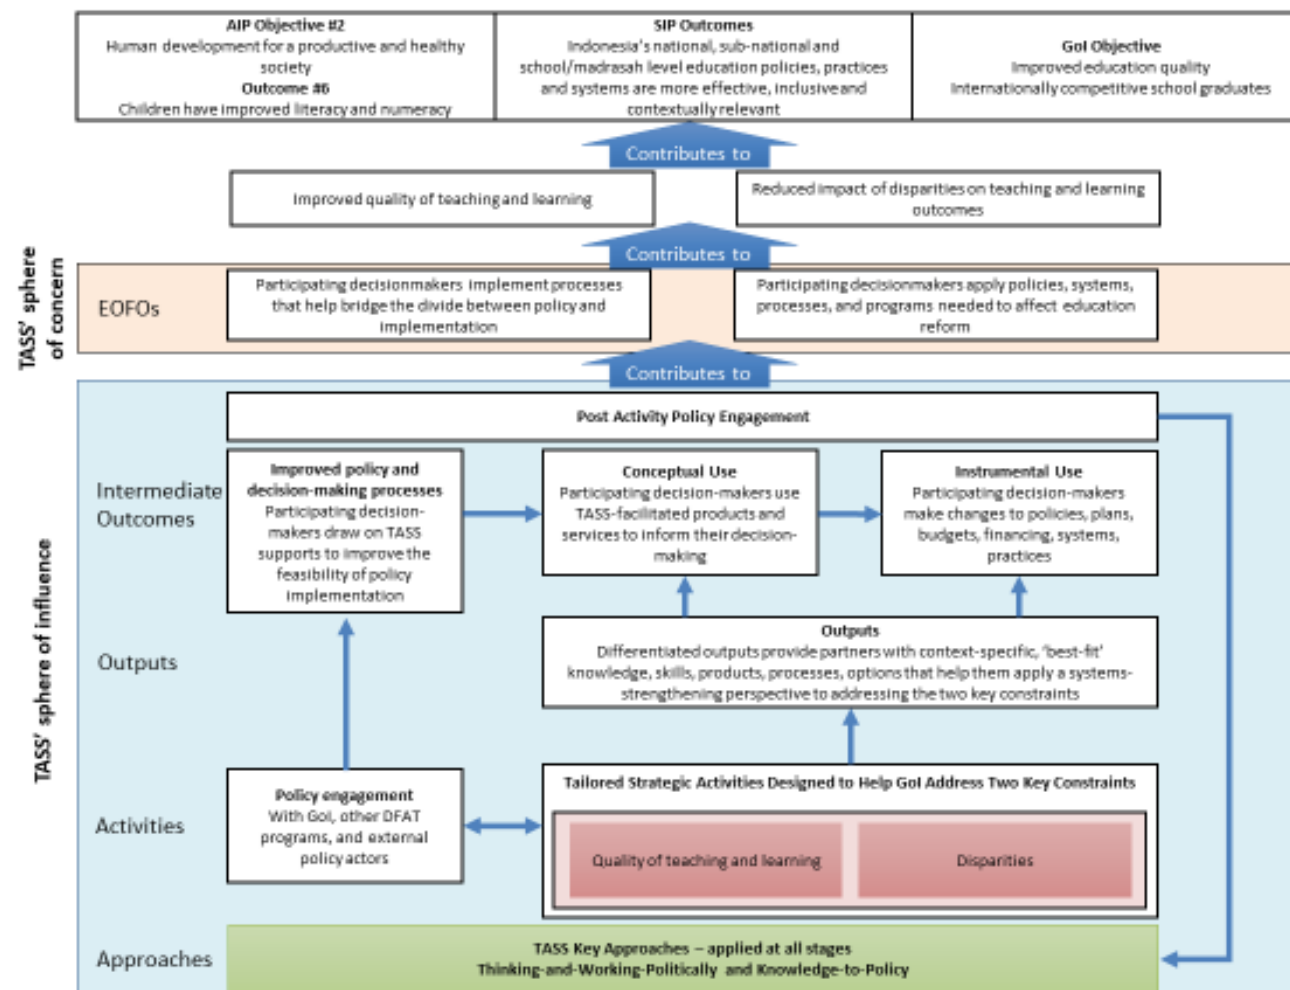 AIP Objective #2
Human development for a productive and healthy
society
Outcome #6
Children have improved literacy and numeracy
SIP Outcomes
Indonesia's national, sub-national and
school/madrasah level education policies, practices
and systems are more effective, inclusive and
contextually relevant
GoI Objective
Improved education quality
Internationally competitive school graduates
Contributes to
Improved quality of teaching and learning
Reduced impact of disparities on teaching and learning
outcomes
Contributes to
TASS' sphere
of concern
EOFOs
Participating decisionmakers implement processes
that help bridge the divide between policy and
implementation
Participating decisionmakers apply policies, systems,
processes, and programs needed to affect education
reform
Contributes to
TASS' sphere of influence
Post Activity Policy Engagement
Intermediate
Outcomes
Improved policy and
decision-making processes
Participating decision-
makers draw on TASS
supports to improve the
feasibility of policy
implementation
Conceptual Use
Participating decision-makers use
TASS-facilitated products and
services to inform their decision-
making
Instrumental Use
Participating decision-makers
make changes to policies, plans,
budgets, financing, systems,
practices
Outputs
Outputs
Differentiated outputs provide partners with context-specific, 'best-fit'
knowledge, skills, products, processes, options that help them apply a systems-
strengthening perspective to addressing the two key constraints
Activities
Policy engagement
With GoI, other DFAT
programs, and external
policy actors
Tailored Strategic Activities Designed to Help GoI Address Two Key Constraints
Quality of teaching and learning
Disparities
Approaches
TASS Key Approaches – applied at all stages
Thinking-and-Working-Politically and Knowledge-to-Policy